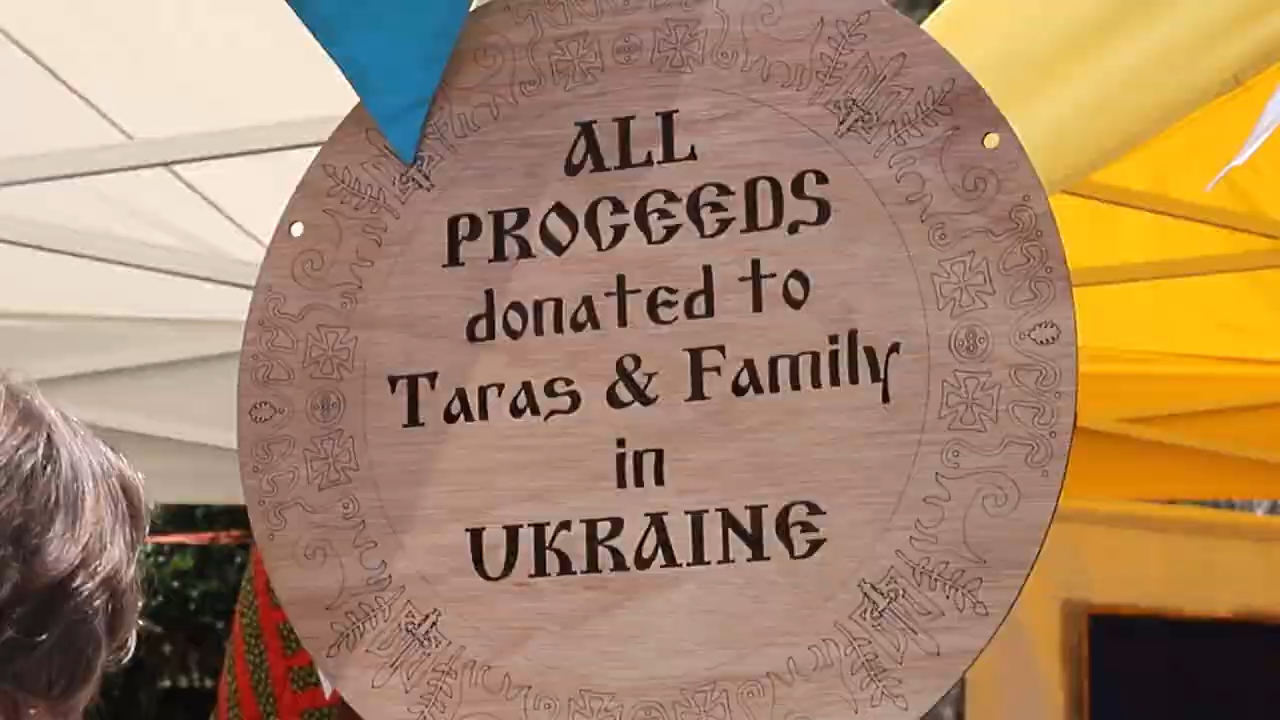 ALL
PROCEEDS
donated to
Taras & Family
in
UKRAINE